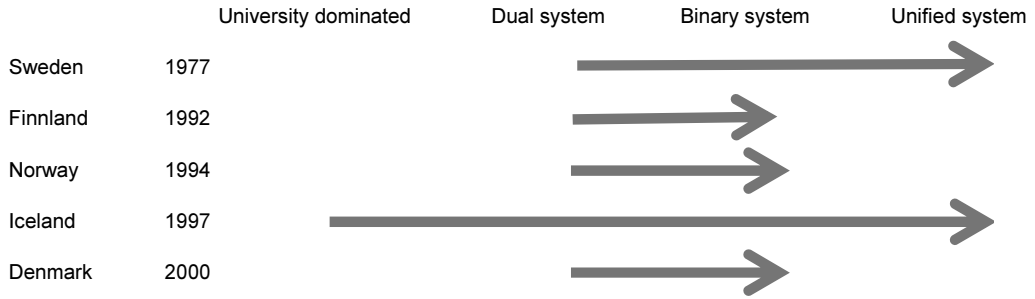 University dominated Dual system Binary system Unified system
Sweden 1977
Finnland 1992
Norway 1994
Iceland 1997
Denmark 2000